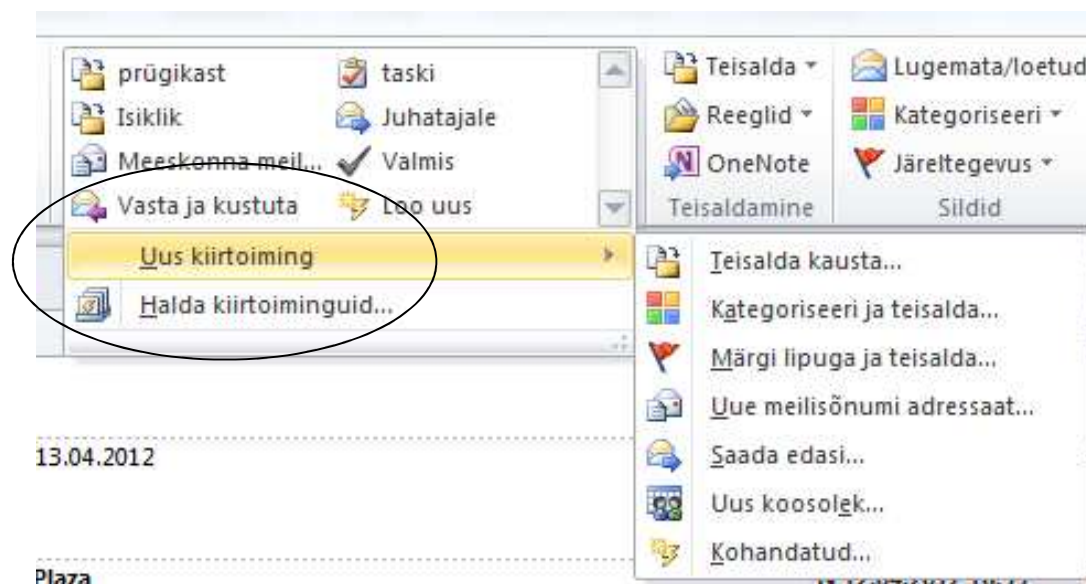 prügikast
taski
Isiklik
Juhatajale
Meeskonna meil...
Valmis
Vasta ja kustuta
Loo uus
Uus kiirtoiming
Halda kiirtoiminguid...
Teisalda
Lugemata/loetud
Reeglid
Kategoriseeri
OneNote
Järeltegevus
Teisaldamine
Sildid
Teisalda kausta...
Kategoriseeri ja teisalda...
Märgi lipuga ja teisalda...
Uue meilisõnumi adressaat...
Saada edasi...
Uus koosolek...
Kohandatud...
13.04.2012
Plaza